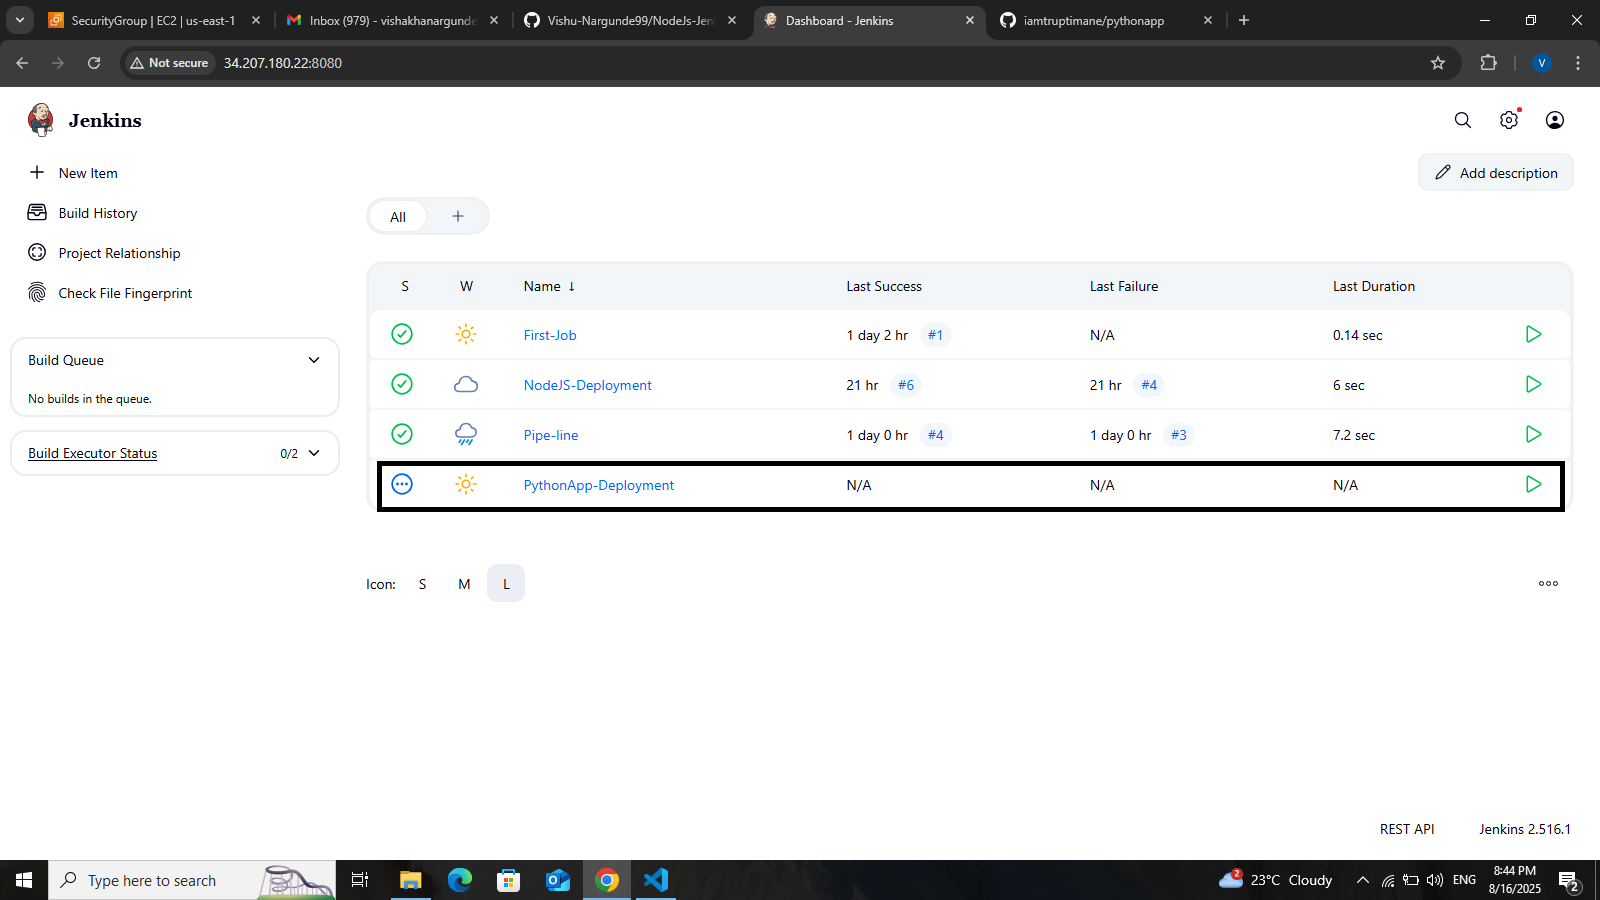 SecurityGroup | EC2 | us-east-1
Inbox (979) - vishakhanargunde
Vishu-Nargunde99/NodeJs-Jen
Dashboard - Jenkins
iamtruptimane/pythonapp
Not secure
34.207.180.22:8080
V
Jenkins
New Item
Add description
Build History
All
Project Relationship
Check File Fingerprint
S W Name ↓ Last Success Last Failure Last Duration
First-Job 1 day 2 hr #1 N/A 0.14 sec
Build Queue
NodeJS-Deployment 21 hr #6 21 hr #4 6 sec
No builds in the queue.
Pipe-line 1 day 0 hr #4 1 day 0 hr #3 7.2 sec
Build Executor Status 0/2
PythonApp-Deployment N/A N/A N/A
Icon: S M L
REST API Jenkins 2.516.1
Type here to search
2
23°C Cloudy
ENG
8:44 PM
8/16/2025
2